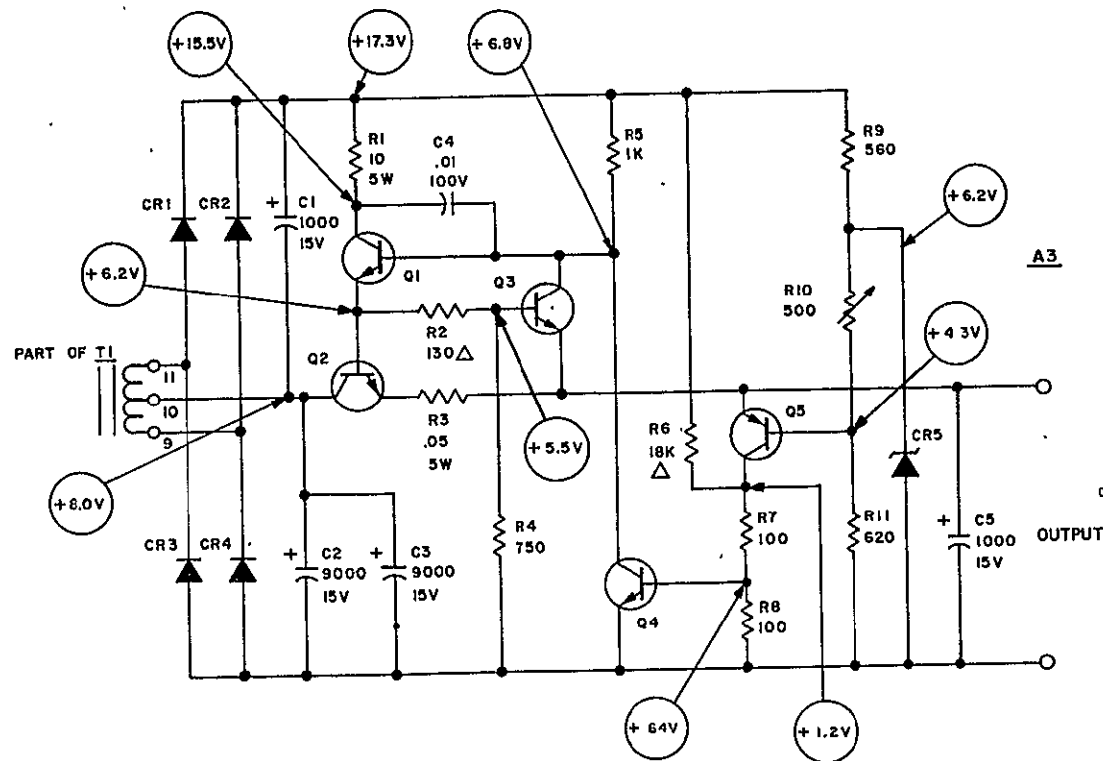 +15.5V
+17.3V
+6.8V
R1
10
5W
C4
.01
100V
R5
1K
R9
560
CR1
CR2
+
C1
1000
15V
+6.2V
A3
+6.2V
Q1
Q3
R10
500
R2
130△
+4 3V
PART OF T1
11
10
9
Q2
R3
.05
5W
Q5
+5.5V
R6
18K
△
CR5
+8.0V
R4
750
R7
100
R11
620
+
C5
1000
15V
OUTPUT
CR3
CR4
+
C2
9000
15V
+
C3
9000
15V
Q4
R8
100
+ 64V
+ 1.2V